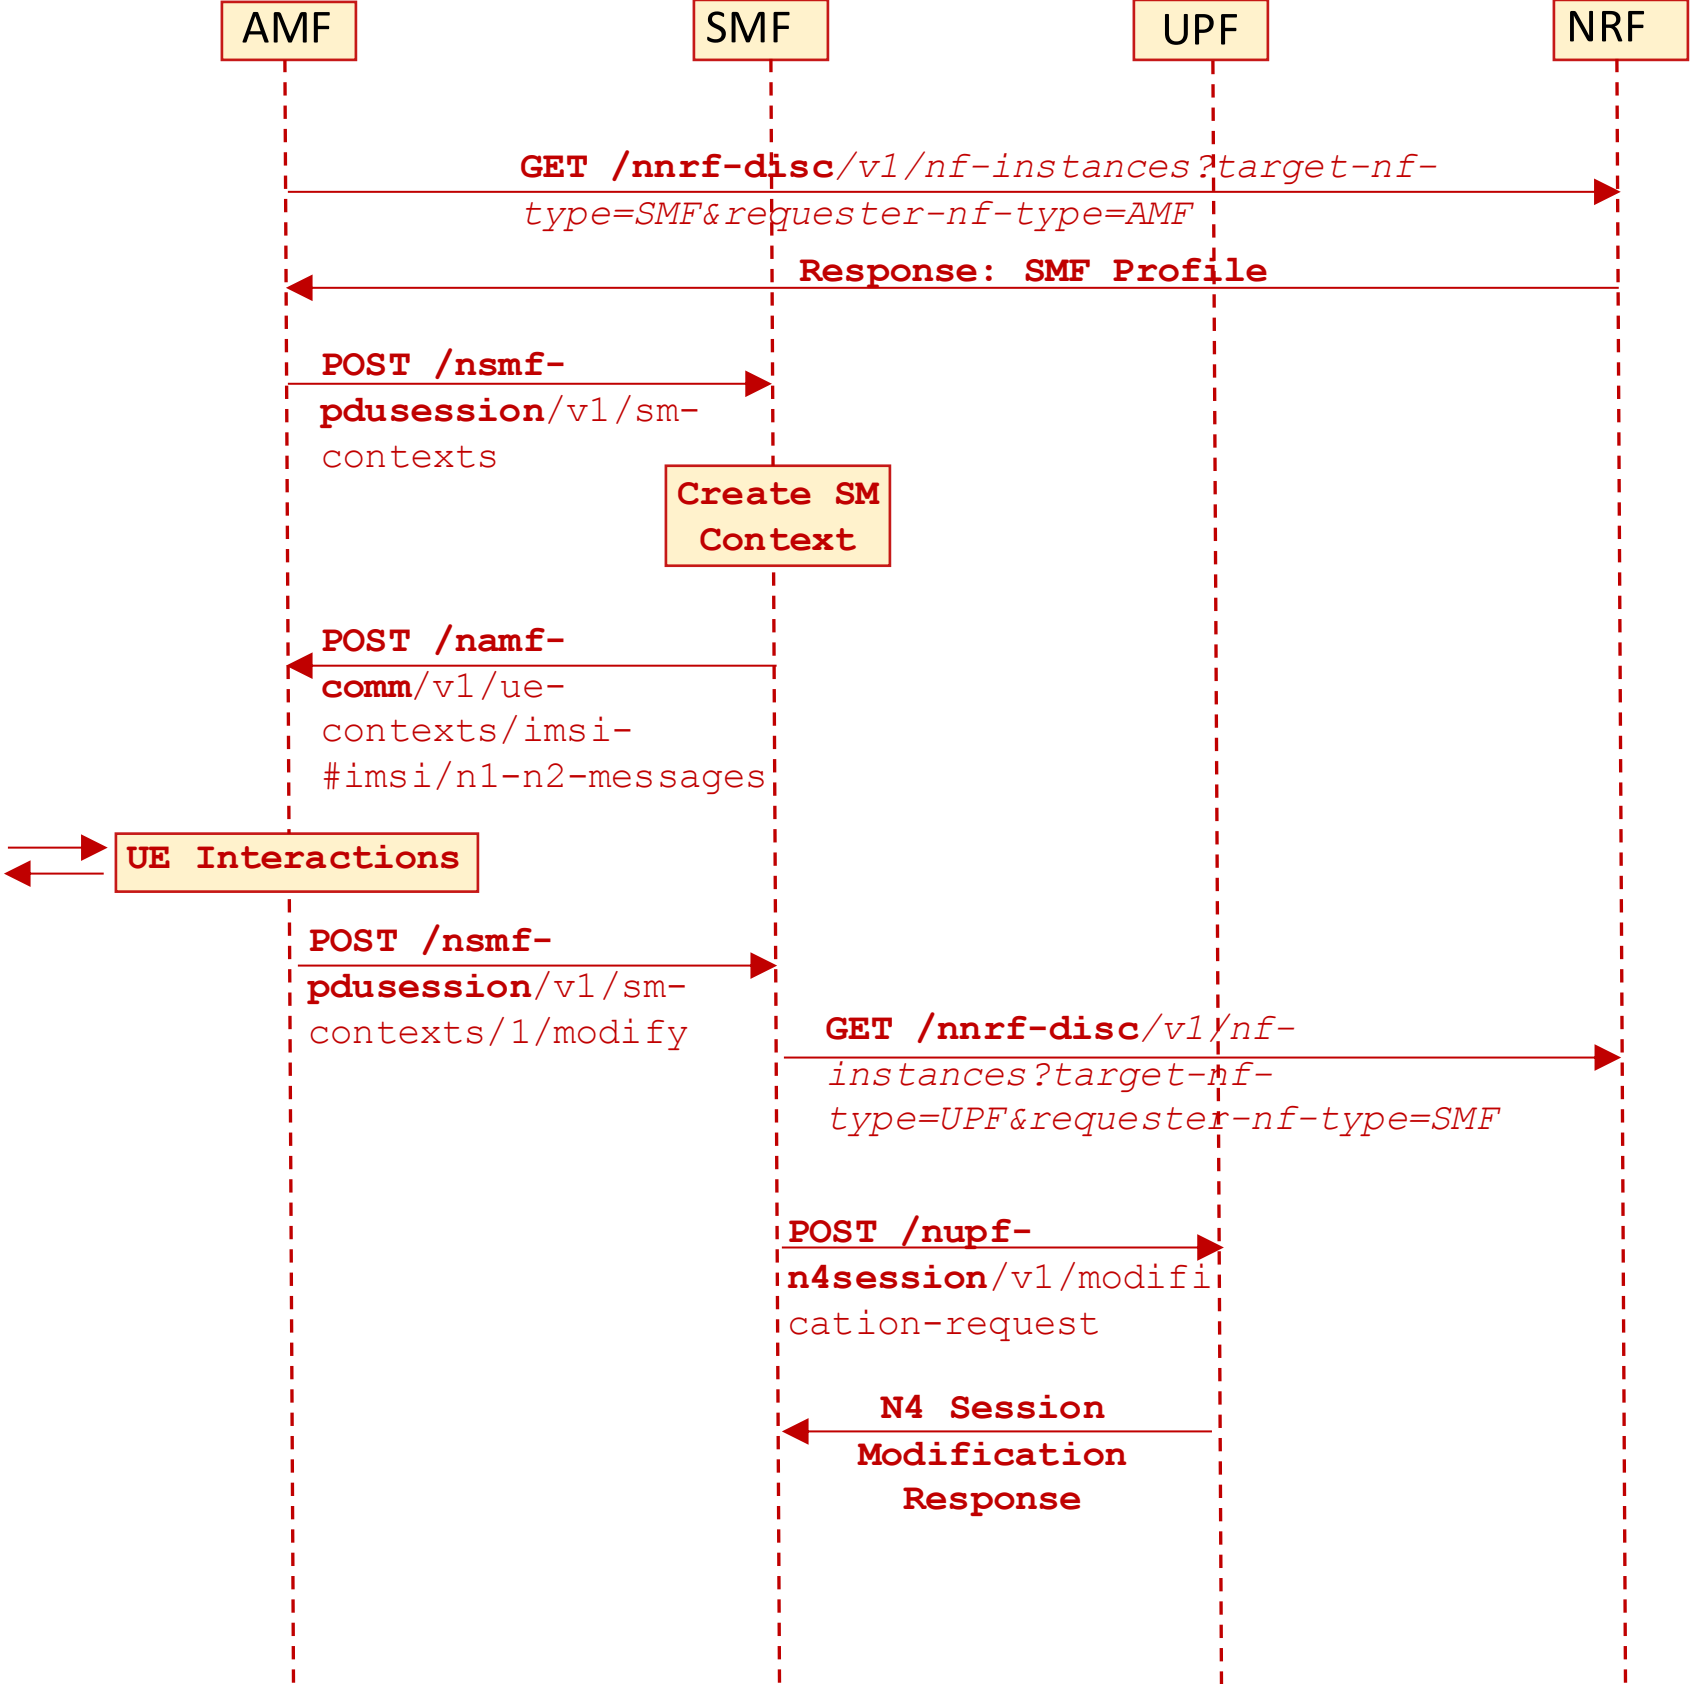 AMF
SMF
UPF
NRF
GET /nnrf-disc/v1/nf-instances?target-nf-
type=SMF&requester-nf-type=AMF
Response: SMF Profile
POST /nsmf-
pdusession/v1/sm-
contexts
Create SM
Context
POST /namf-
comm/v1/ue-
contexts/imsi-
#imsi/n1-n2-messages
UE Interactions
POST /nsmf-
pdusession/v1/sm-
contexts/1/modify
GET /nnrf-disc/v1/nf-
instances?target-nf-
type=UPF&requester-nf-type=SMF
POST /nupf-
n4session/v1/modifi
cation-request
N4 Session
Modification
Response